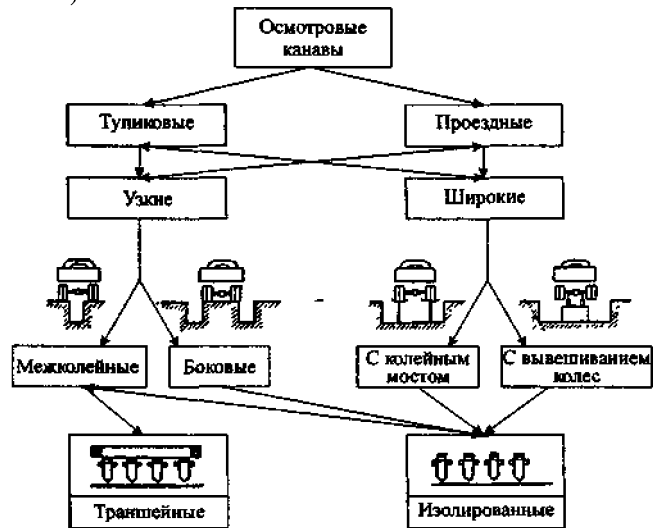 Осмотровые
канавы
Тупиковые
Проездные
Узкие
Широкие
Межколейные
Боковые
С колейным
мостом
С вывешиванием
колес
Траншейные
Изолированные